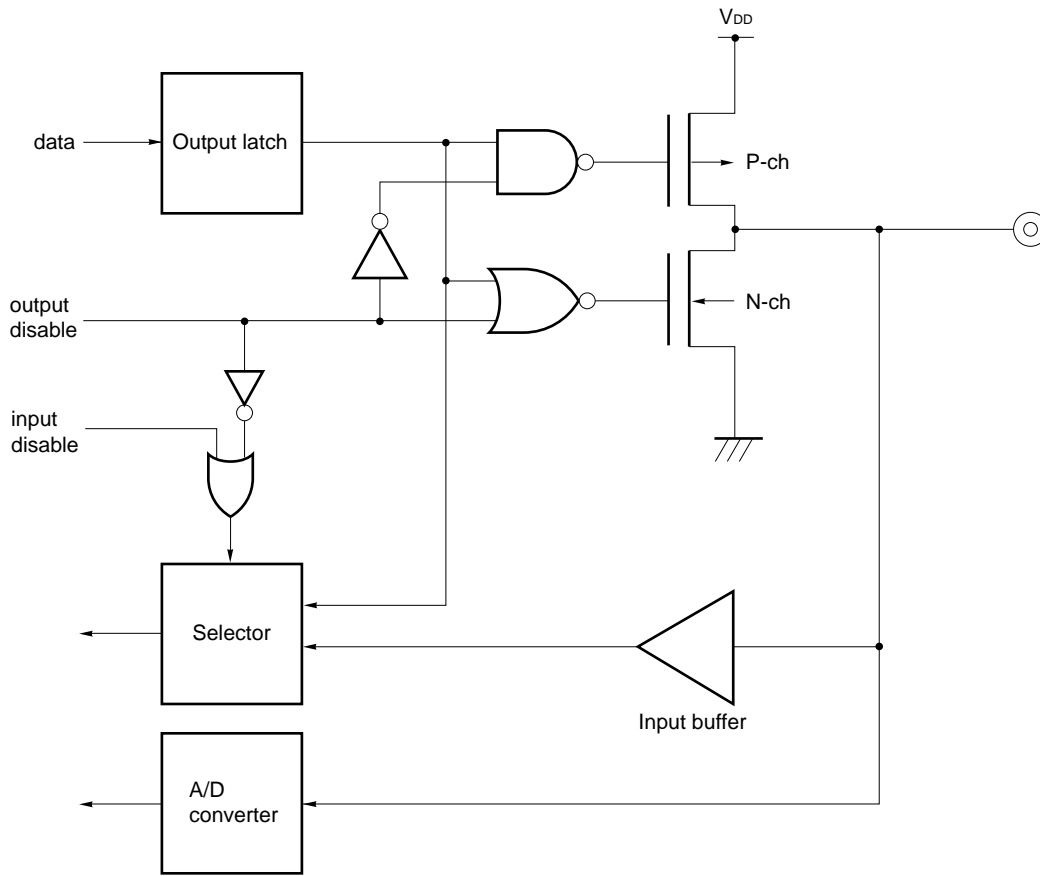 VDD
data
Output latch
P-ch
output
disable
N-ch
input
disable
Selector
Input buffer
A/D
converter